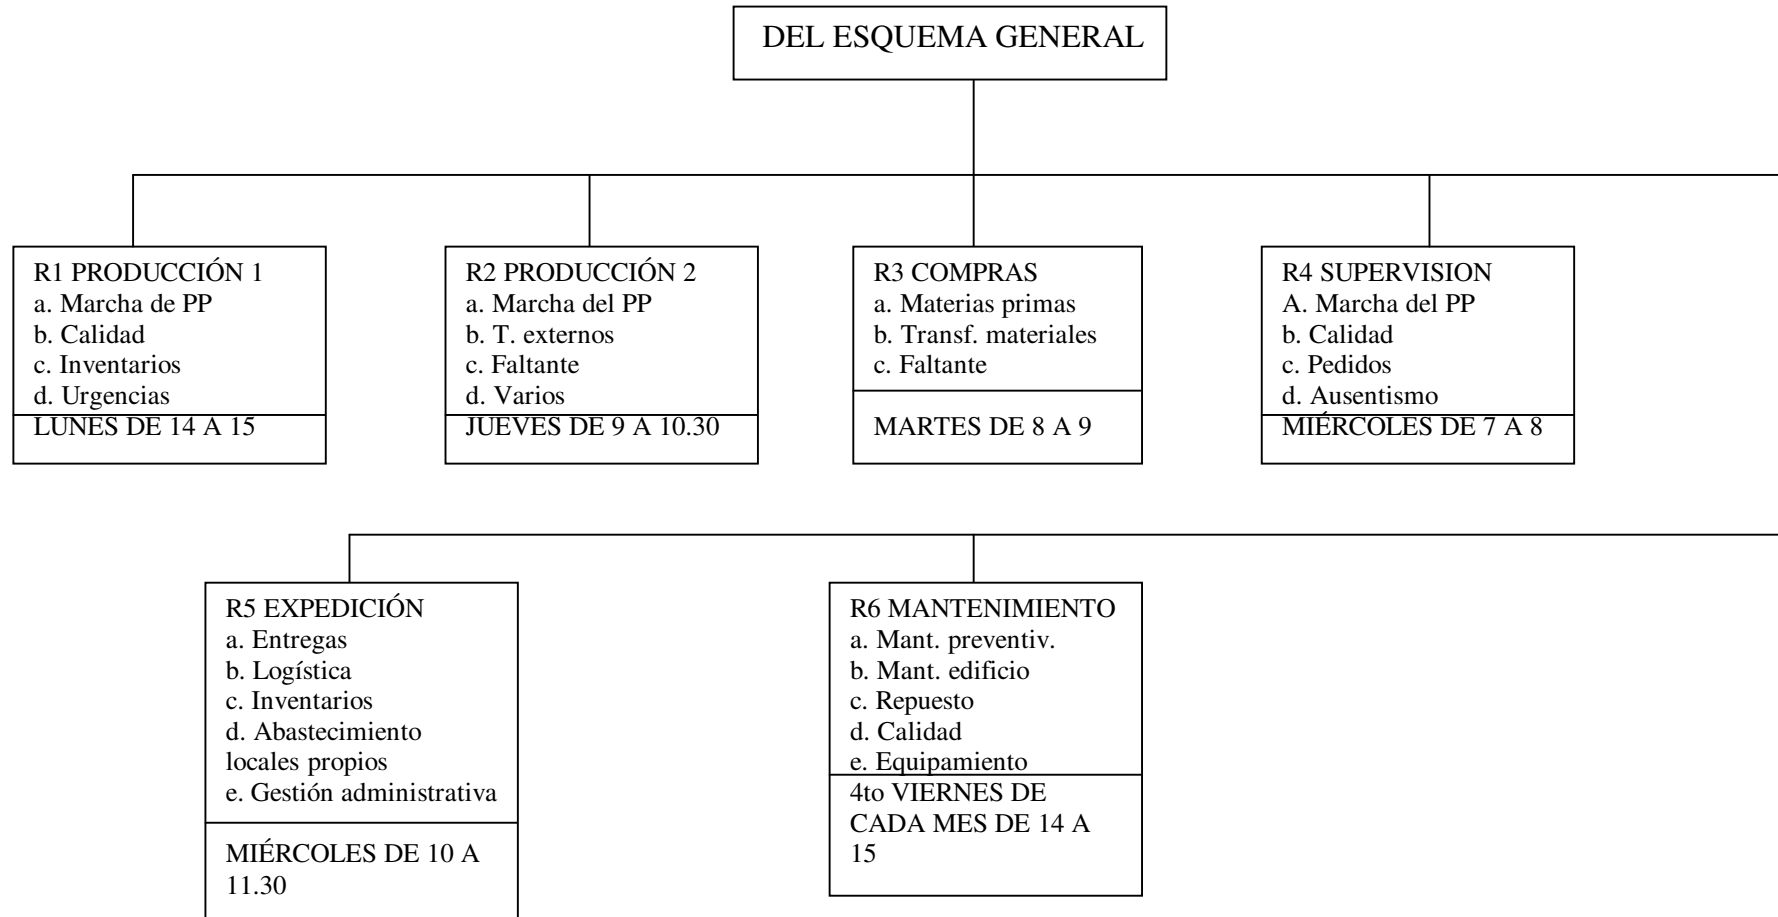 DEL ESQUEMA GENERAL
R1 PRODUCCIÓN 1
a. Marcha de PP
b. Calidad
c. Inventarios
d. Urgencias
LUNES DE 14 A 15
R2 PRODUCCIÓN 2
a. Marcha del PP
b. T. externos
c. Faltante
d. Varios
JUEVES DE 9 A 10.30
R3 COMPRAS
a. Materias primas
b. Transf. materiales
c. Faltante
MARTES DE 8 A 9
R4 SUPERVISION
A. Marcha del PP
b. Calidad
c. Pedidos
d. Ausentismo
MIÉRCOLES DE 7 A 8
R5 EXPEDICIÓN
a. Entregas
b. Logística
c. Inventarios
d. Abastecimiento
locales propios
e. Gestión administrativa
MIÉRCOLES DE 10 A
11.30
R6 MANTENIMIENTO
a. Mant. preventiv.
b. Mant. edificio
c. Repuesto
d. Calidad
e. Equipamiento
4to VIERNES DE
CADA MES DE 14 A
15